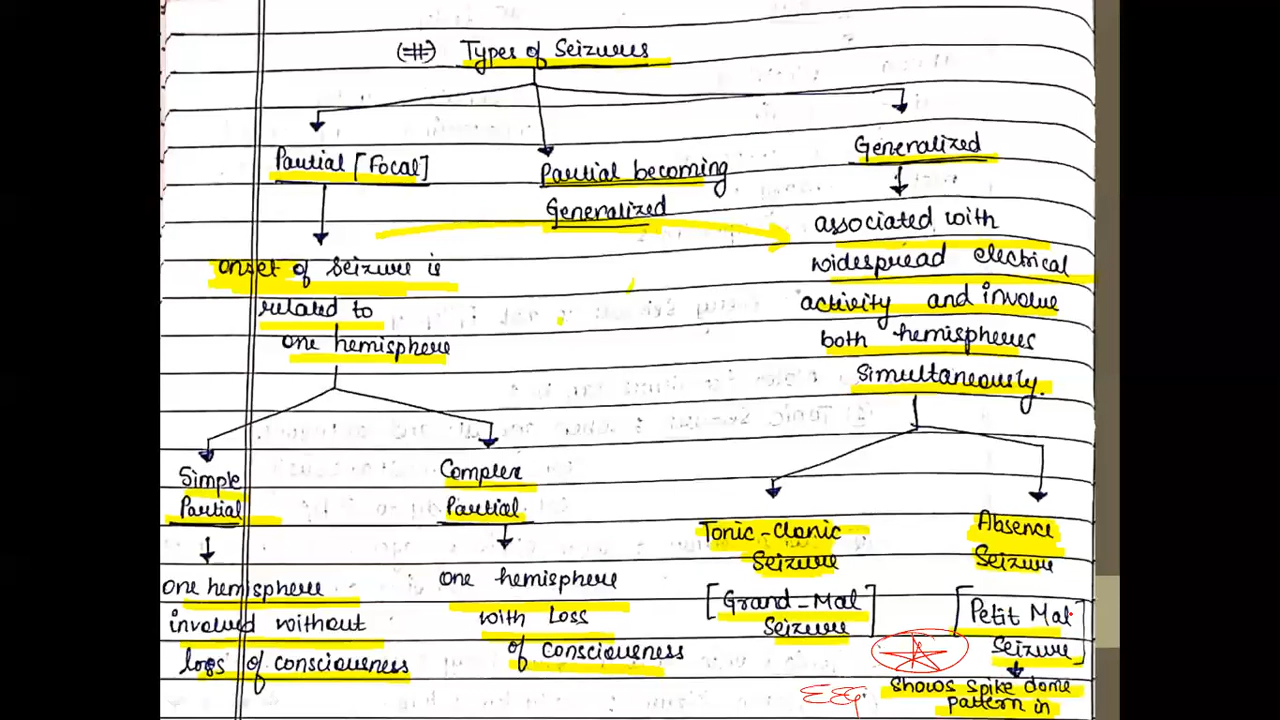 (#) Types of Seizures
Partial [Focal]
onset of seizure is
related to
one hemisphere
Simple
Partial
one hemisphere
involved without
loss of consciousness
Complex
Partial
one hemisphere
with Loss
of consciousness
Partial becoming
Generalized
Generalized
associated with
widespread electrical
activity and involve
both hemispheres
Simultaneously.
Tonic-clonic
Seizure
[Grand-Mal
Seizure]
Absence
Seizure
[Petit Mal
Seizure]
shows spike dome
pattern in
EEG